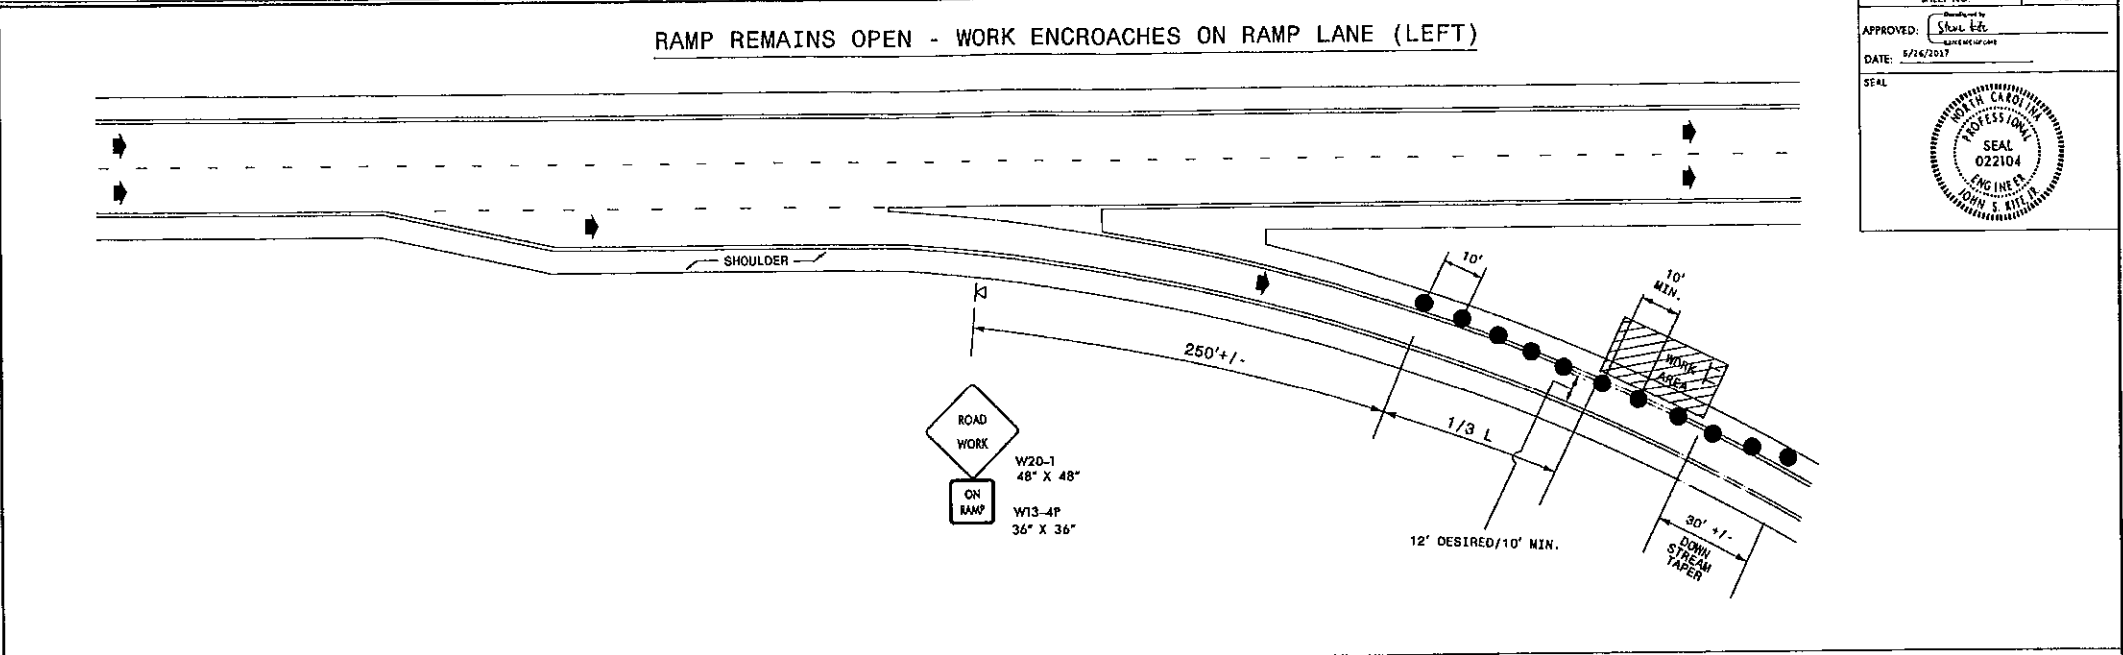 RAMP REMAINS OPEN - WORK ENCROACHES ON RAMP LANE (LEFT)
APPROVED:
DATE: 5/26/2017
SEAL
NORTH CAROLINA
PROFESSIONAL
SEAL
022104
ENGINEER
JOHN S. KITE, JR.
SHOULDER
10'
10'
MIN.
250'+/-
WORK
AREA
1/3 L
ROAD
WORK
W20-1
48" X 48"
ON
RAMP
W13-4P
36" X 36"
12' DESIRED/10' MIN.
30' +/-
DOWN
STREAM
TAPER